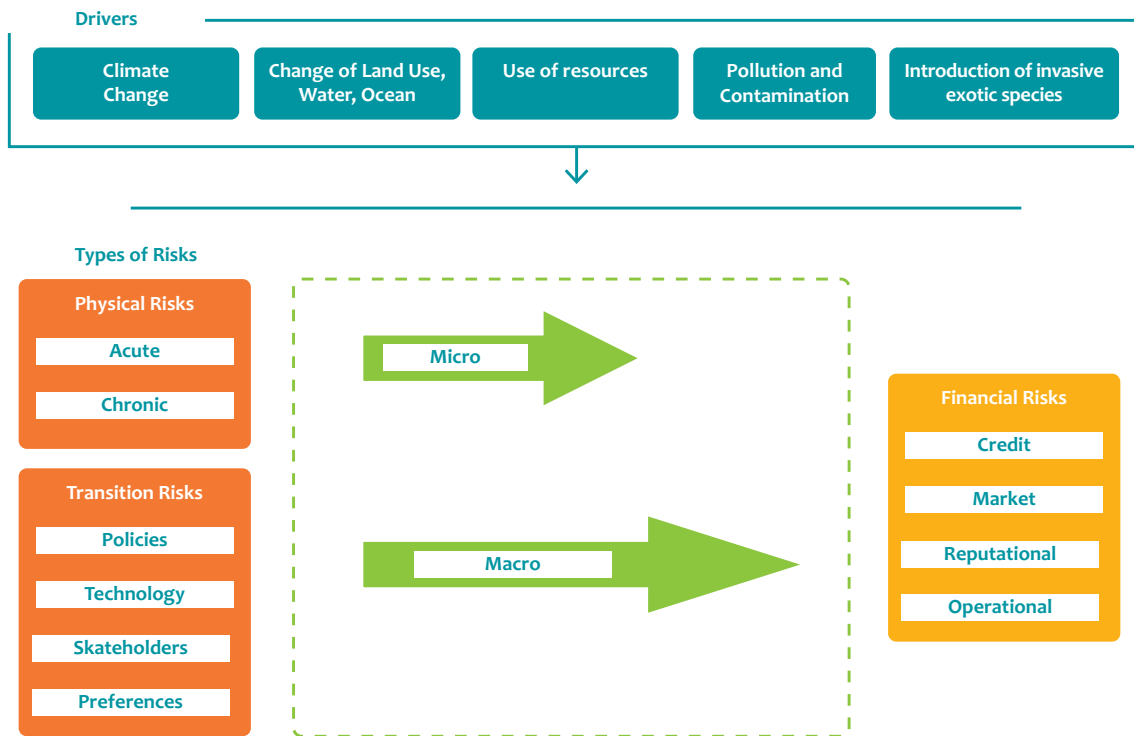 Drivers
Climate
Change
Change of Land Use,
Water, Ocean
Use of resources
Pollution and
Contamination
Introduction of invasive
exotic species
Types of Risks
Physical Risks
Acute
Chronic
Transition Risks
Policies
Technology
Skateholders
Preferences
Micro
Macro
Financial Risks
Credit
Market
Reputational
Operational